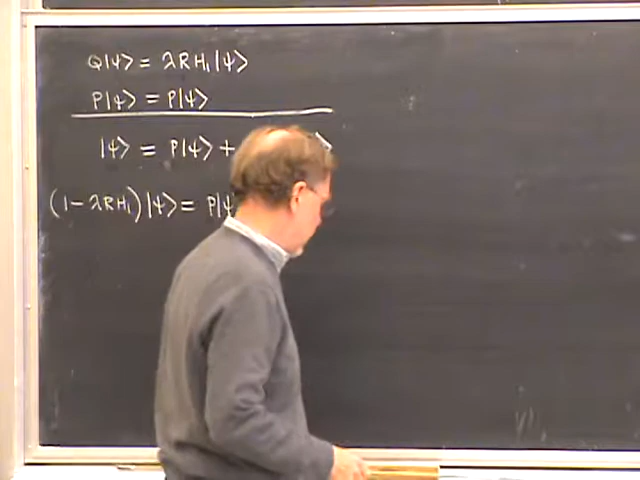 Q|ψ> = λRH₁|ψ>
P|ψ> = P|ψ>
|ψ> = P|ψ> +
(1-λRH₁)|ψ> = P|ψ